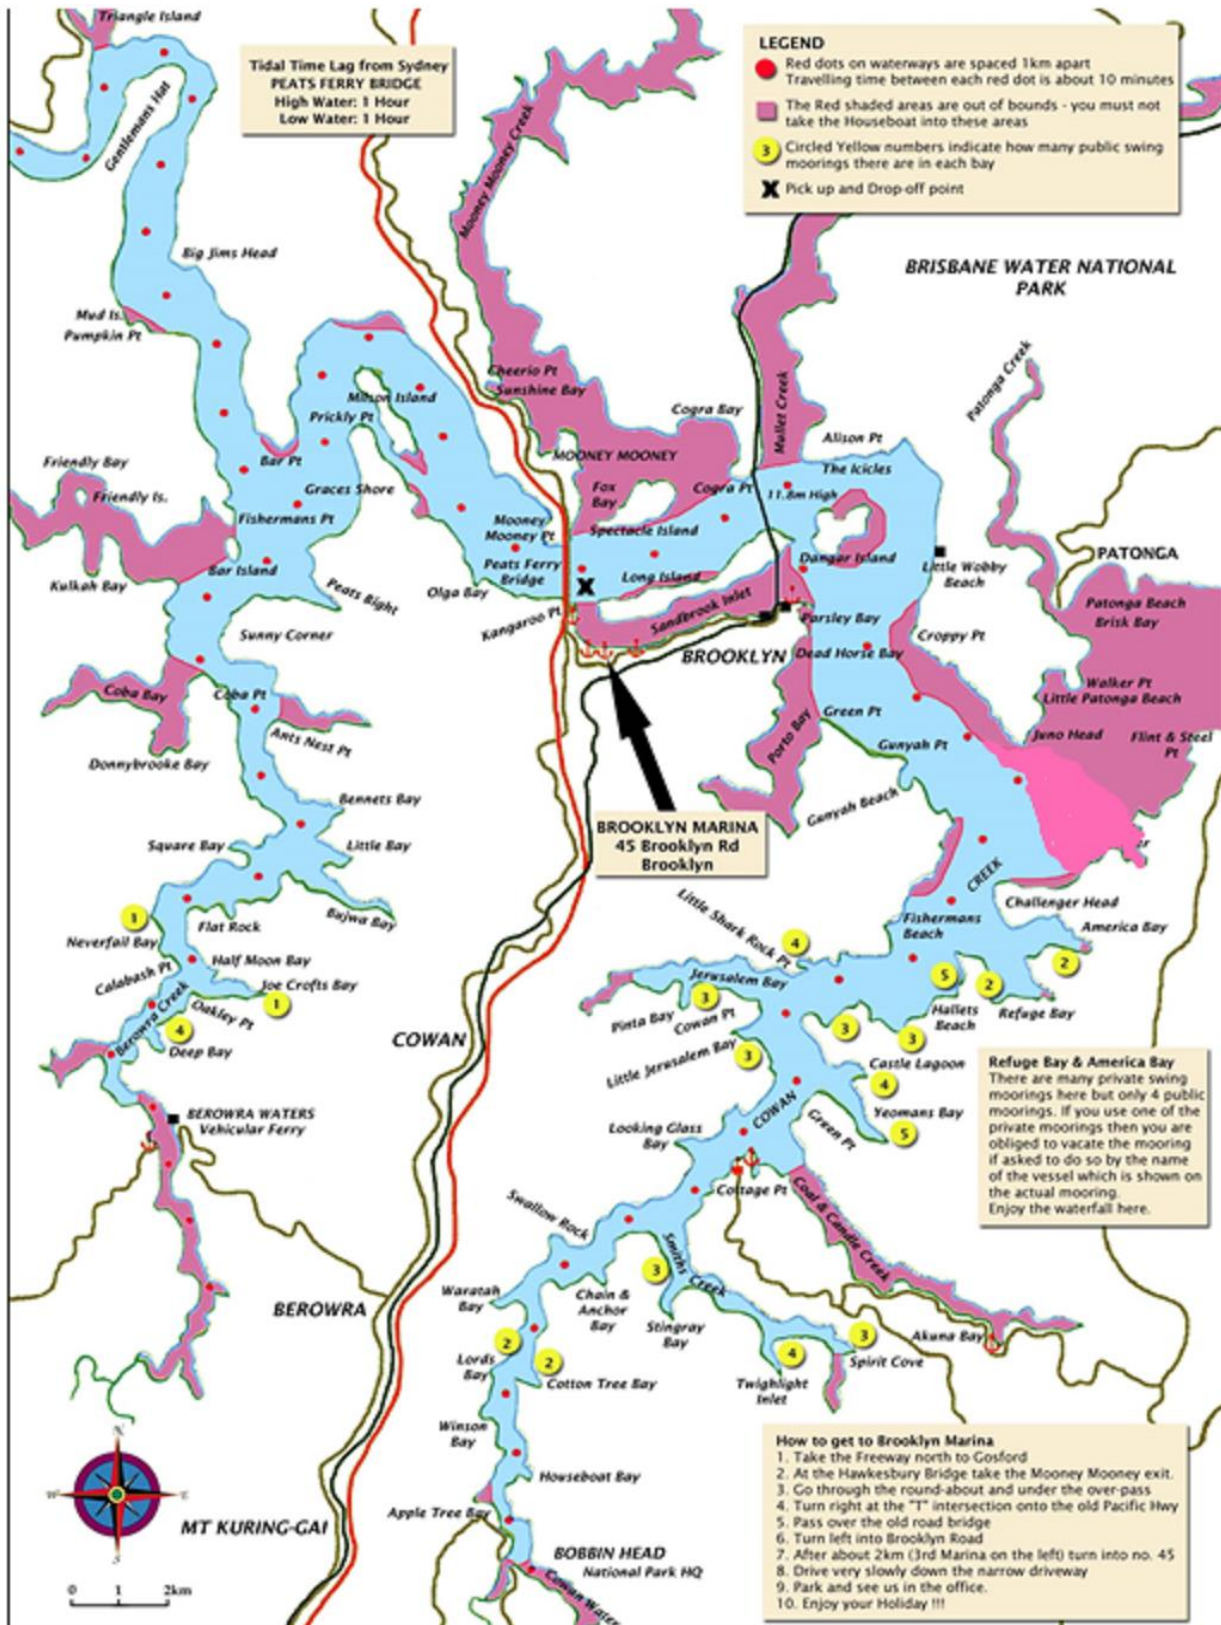 Triangle Island
Gentlemans Hat
Tidal Time Lag from Sydney
PEATS FERRY BRIDGE
High Water: 1 Hour
Low Water: 1 Hour
LEGEND
Red dots on waterways are spaced 1km apart
Travelling time between each red dot is about 10 minutes
The Red shaded areas are out of bounds - you must not
take the Houseboat into these areas
3
Circled Yellow numbers indicate how many public swing
moorings there are in each bay
X Pick up and Drop-off point
Mooney Mooney Creek
Big Jims Head
BRISBANE WATER NATIONAL
PARK
Mud Is.
Pumpkin Pt
Cheerio Pt
Sunshine Bay
Patonga Creek
Milson Island
Prickly Pt
Cogra Bay
Mullet Creek
Alison Pt
Bar Pt
Friendly Bay
Friendly Is.
MOONEY MOONEY
The Icicles
Graces Shore
Fox
Bay
Cogra Pt
11.8m High
Fishermans Pt
Mooney
Mooney Pt
Spectacle Island
Kulkah Bay
Bar Island
Peats Bight
Olga Bay
Peats Ferry
Bridge
X
Long Island
Dangar Island
Little Wobby
Beach
PATONGA
Patonga Beach
Brisk Bay
Kangaroo Pt
Sandbrook Inlet
Parsley Bay
Croppy Pt
Sunny Corner
BROOKLYN
Dead Horse Bay
Walker Pt
Little Patonga Beach
Coba Bay
Coba Pt
Ants Nest Pt
Green Pt
Porto Bay
Gunyah Pt
Juno Head
Flint & Steel
Pt
Donnybrooke Bay
Bennets Bay
Gunyah Beach
BROOKLYN MARINA
45 Brooklyn Rd
Brooklyn
Square Bay
Little Bay
CREEK
Challenger Head
Bujwa Bay
Flat Rock
1
Neverfail Bay
Little Shark Rock Pt
4
Fishermans
Beach
America Bay
2
Half Moon Bay
Calabash Pt
Joe Crofts Bay
1
Jerusalem Bay
5
2
Berowra Creek
Oakley Pt
4
Deep Bay
3
Pinta Bay
Cowan Pt
Hallets
Beach
Refuge Bay
3
3
COWAN
Little Jerusalem Bay
3
Castle Lagoon
4
Refuge Bay & America Bay
There are many private swing
moorings here but only 4 public
moorings. If you use one of the
private moorings then you are
obliged to vacate the mooring
if asked to do so by the name
of the vessel which is shown on
the actual mooring.
Enjoy the waterfall here.
BEROWRA WATERS
Vehicular Ferry
COWAN
Green Pt
Yeomans Bay
5
Looking Glass
Bay
Cottage Pt
Coal & Candle Creek
Swallow Rock
Smiths Creek
3
Waratah
Bay
Chain &
Anchor
Bay
Stingray
Bay
BEROWRA
Akuna Bay
2
Lords
Bay
2
Cotton Tree Bay
4
Twighlight
Inlet
3
Spirit Cove
Winson
Bay
Houseboat Bay
N
W
E
S
MT KURING-GAI
Apple Tree Bay
BOBBIN HEAD
National Park HQ
Cowan Water
0 1 2km
How to get to Brooklyn Marina
1. Take the Freeway north to Gosford
2. At the Hawkesbury Bridge take the Mooney Mooney exit.
3. Go through the round-about and under the over-pass
4. Turn right at the "T" intersection onto the old Pacific Hwy
5. Pass over the old road bridge
6. Turn left into Brooklyn Road
7. After about 2km (3rd Marina on the left) turn into no. 45
8. Drive very slowly down the narrow driveway
9. Park and see us in the office.
10. Enjoy your Holiday !!!